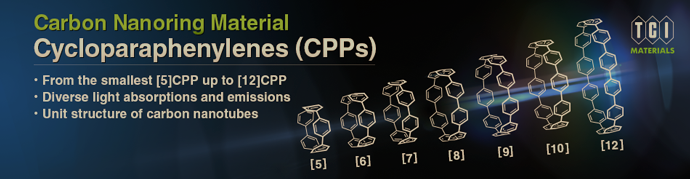 Carbon Nanoring Material
Cycloparaphenylenes (CPPs)
・From the smallest [5]CPP up to [12]CPP
・Diverse light absorptions and emissions
・Unit structure of carbon nanotubes
TCI
MATERIALS
[5] [6] [7] [8] [9] [10] [12]